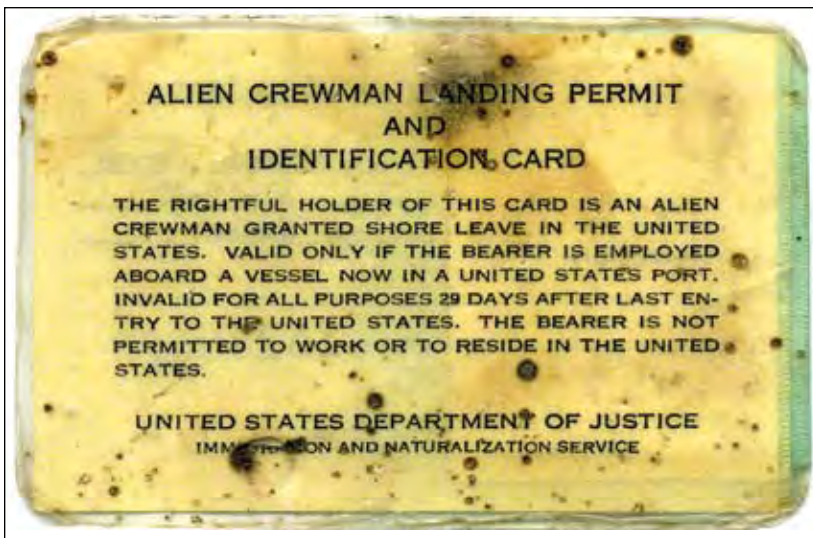 ALIEN CREWMAN LANDING PERMIT
AND
IDENTIFICATION CARD
THE RIGHTFUL HOLDER OF THIS CARD IS AN ALIEN
CREWMAN GRANTED SHORE LEAVE IN THE UNITED
STATES. VALID ONLY IF THE BEARER IS EMPLOYED
ABOARD A VESSEL NOW IN A UNITED STATES PORT.
INVALID FOR ALL PURPOSES 29 DAYS AFTER LAST EN-
TRY TO THE UNITED STATES. THE BEARER IS NOT
PERMITTED TO WORK OR TO RESIDE IN THE UNITED
STATES.
UNITED STATES DEPARTMENT OF JUSTICE
IMMIGRATION AND NATURALIZATION SERVICE